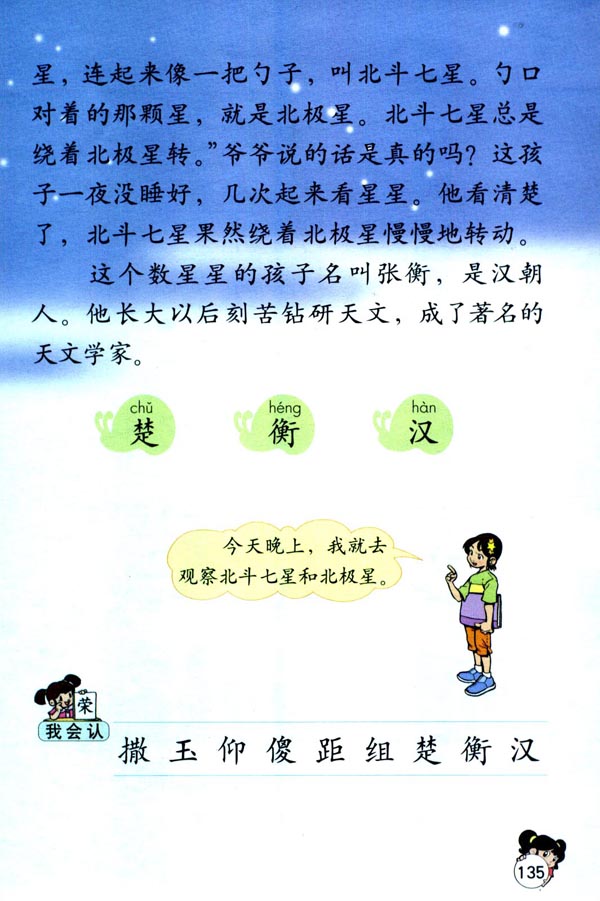 星，连起来像一把勺子，叫北斗七星。勺口
对着的那颗星，就是北极星。北斗七星总是
绕着北极星转。”爷爷说的话是真的吗？这孩
子一夜没睡好，几次起来看星星。他看清楚
了，北斗七星果然绕着北极星慢慢地转动。
这个数星星的孩子名叫张衡，是汉朝
人。他长大以后刻苦钻研天文，成了著名的
天文学家。
chǔ héng hàn
楚 衡 汉
今天晚上，我就去
观察北斗七星和北极星。
荣
我会认
撒 玉 仰 傻 距 组 楚 衡 汉
135